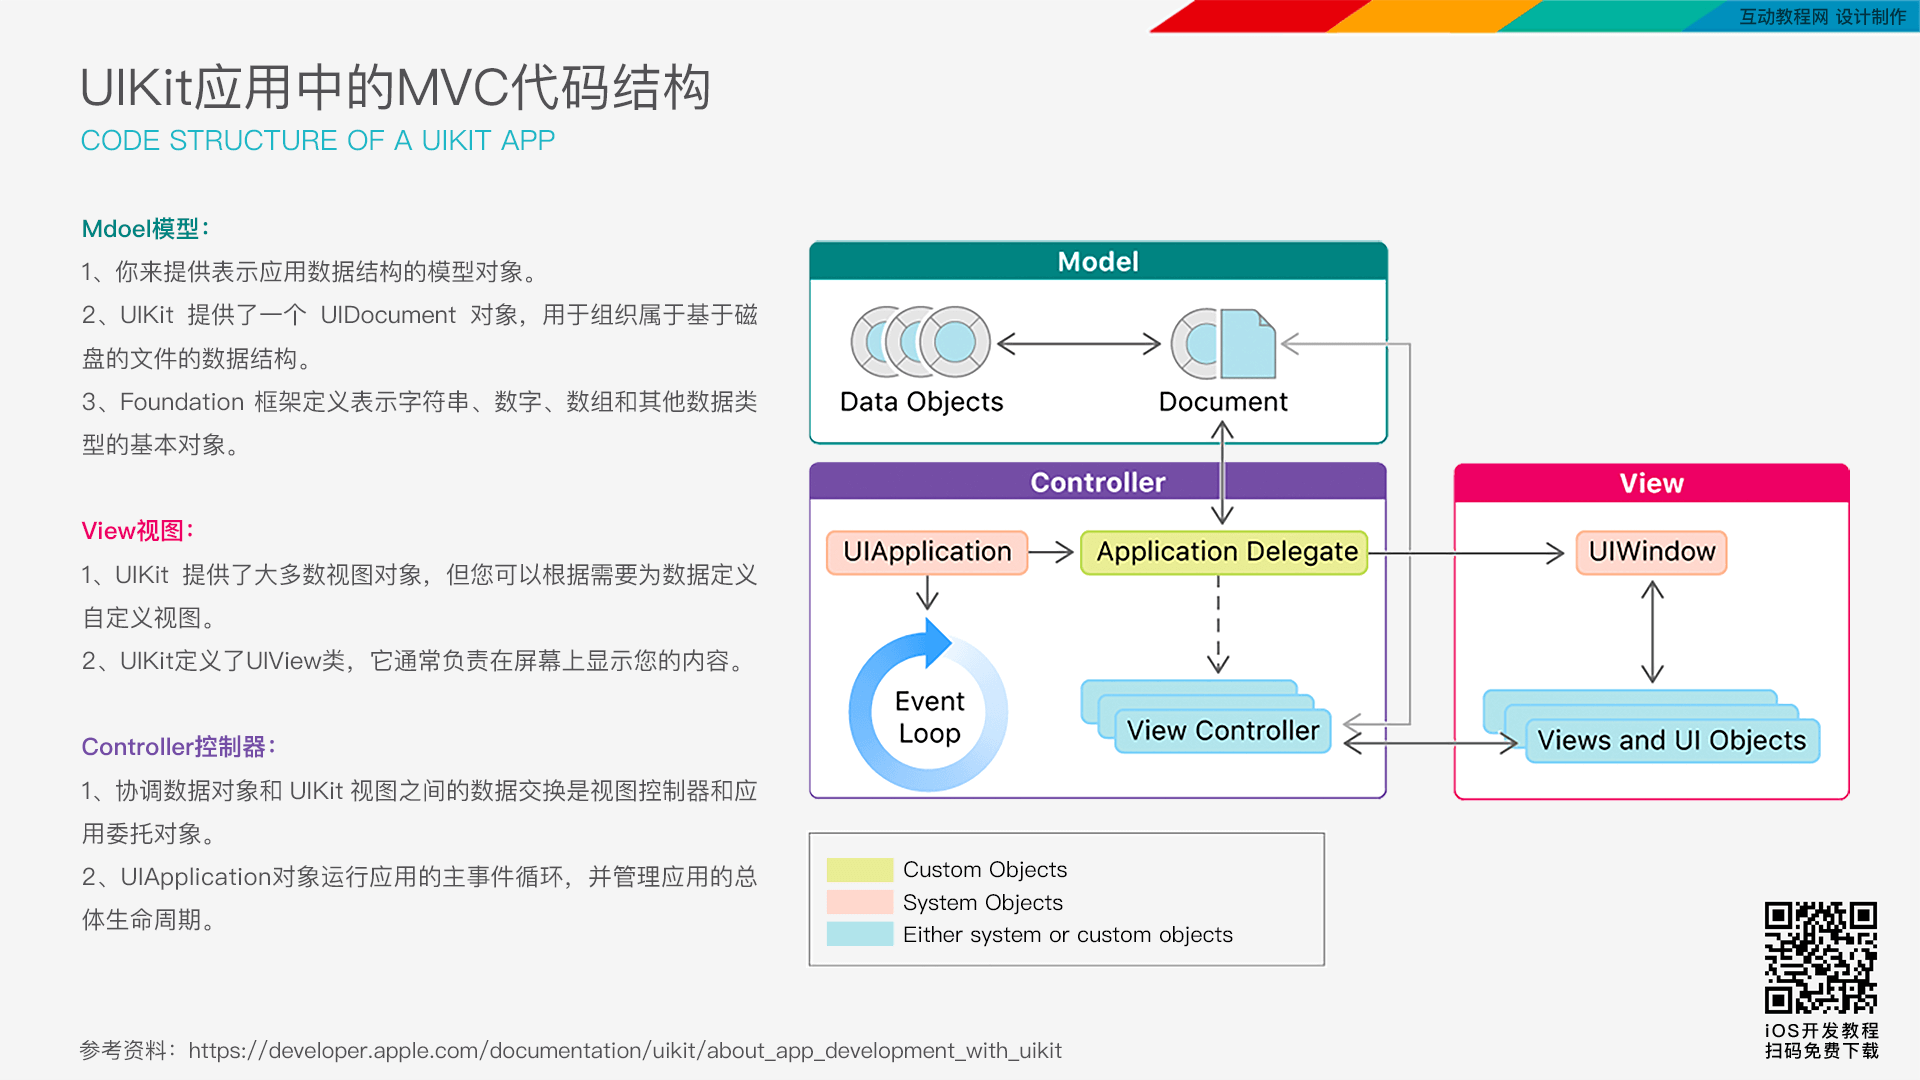 互动教程网 设计制作
UIKit应用中的MVC代码结构
CODE STRUCTURE OF A UIKIT APP
Mdoel模型：
1、你来提供表示应用数据结构的模型对象。
2、UIKit 提供了一个 UIDocument 对象，用于组织属于基于磁
盘的文件的数据结构。
3、Foundation 框架定义表示字符串、数字、数组和其他数据类
型的基本对象。
View视图：
1、UIKit 提供了大多数视图对象，但您可以根据需要为数据定义
自定义视图。
2、UIKit定义了UIView类，它通常负责在屏幕上显示您的内容。
Controller控制器：
1、协调数据对象和 UIKit 视图之间的数据交换是视图控制器和应
用委托对象。
2、UIApplication对象运行应用的主事件循环，并管理应用的总
体生命周期。
Model
Data Objects
Document
Controller
UIApplication
Application Delegate
Event
Loop
View Controller
View
UIWindow
Views and UI Objects
Custom Objects
System Objects
Either system or custom objects
iOS开发教程
扫码免费下载
参考资料：https://developer.apple.com/documentation/uikit/about_app_development_with_uikit